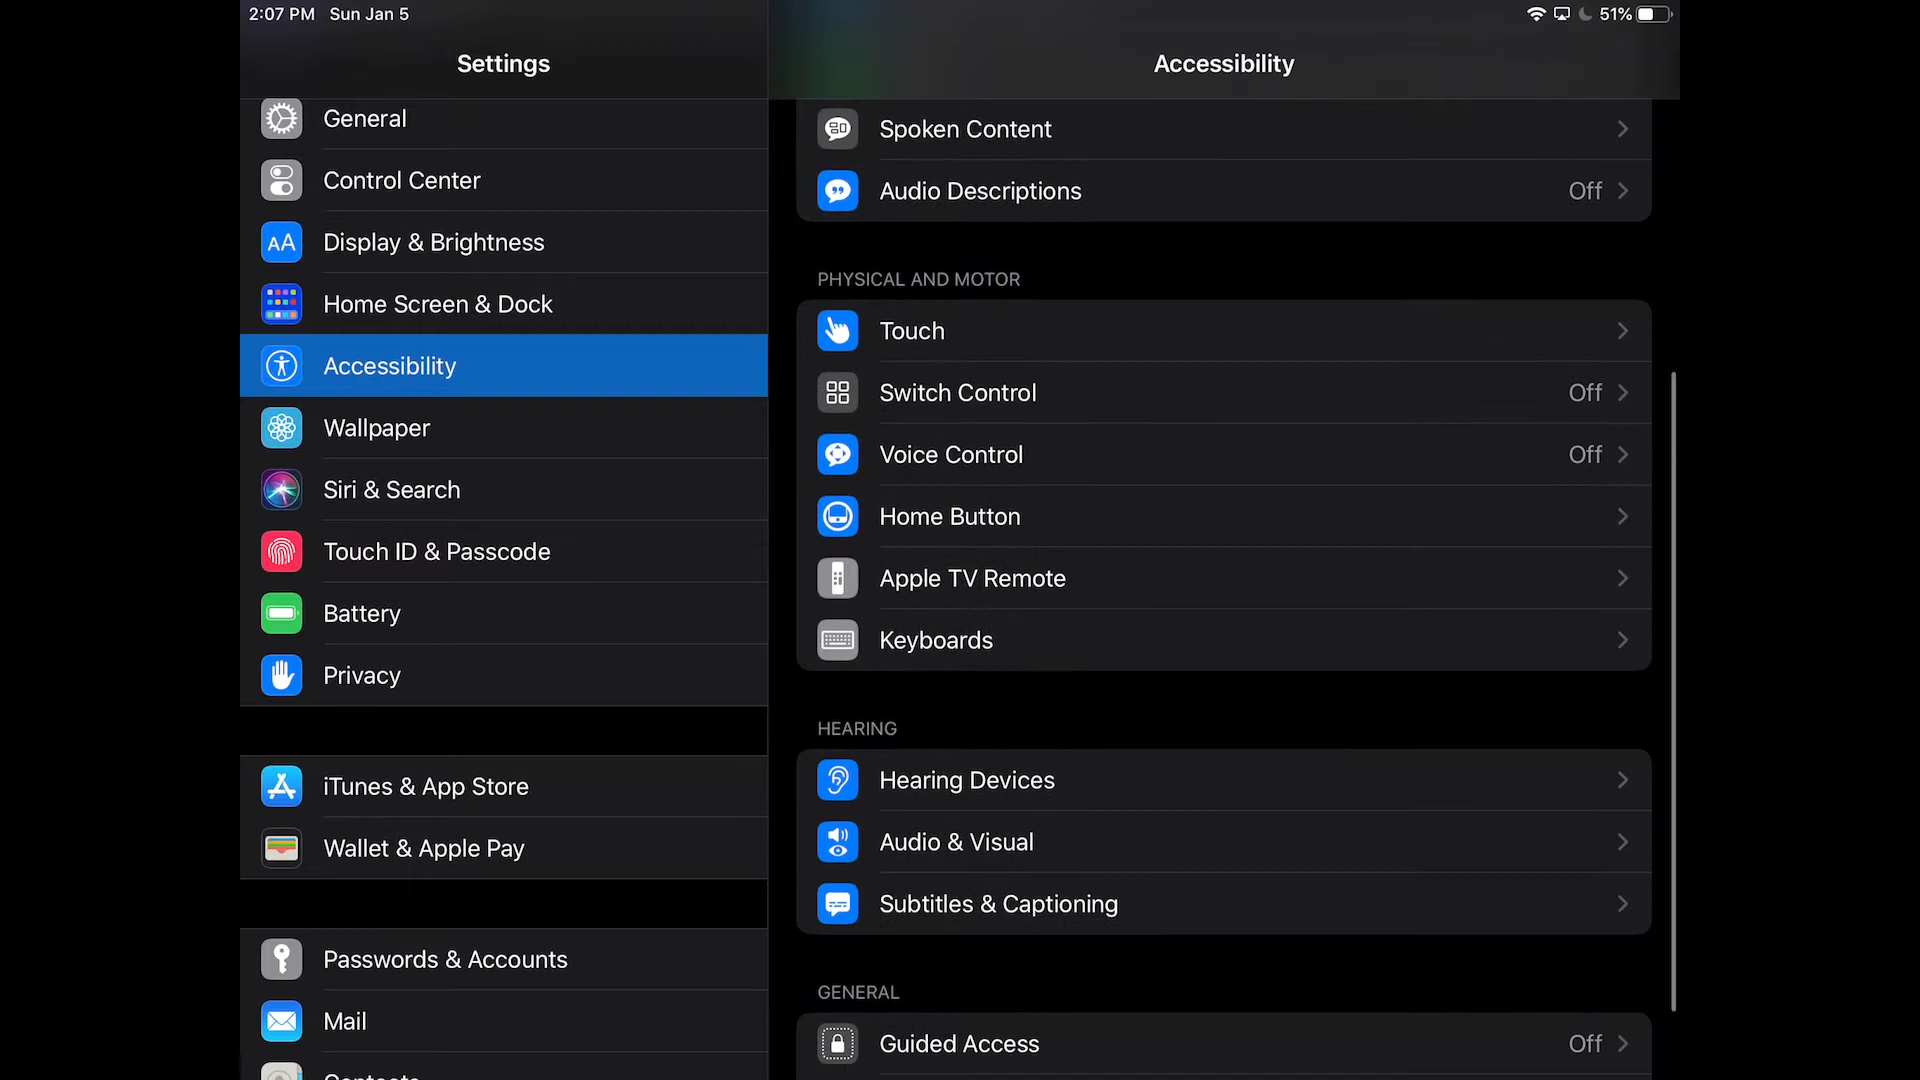 2:07 PM Sun Jan 5
51%
Settings
General
Control Center
AA Display & Brightness
Home Screen & Dock
Accessibility
Wallpaper
Siri & Search
Touch ID & Passcode
Battery
Privacy
iTunes & App Store
Wallet & Apple Pay
Passwords & Accounts
Mail
Contacts
Accessibility
Spoken Content
Audio Descriptions Off
PHYSICAL AND MOTOR
Touch
Switch Control Off
Voice Control Off
Home Button
Apple TV Remote
Keyboards
HEARING
Hearing Devices
Audio & Visual
Subtitles & Captioning
GENERAL
Guided Access Off